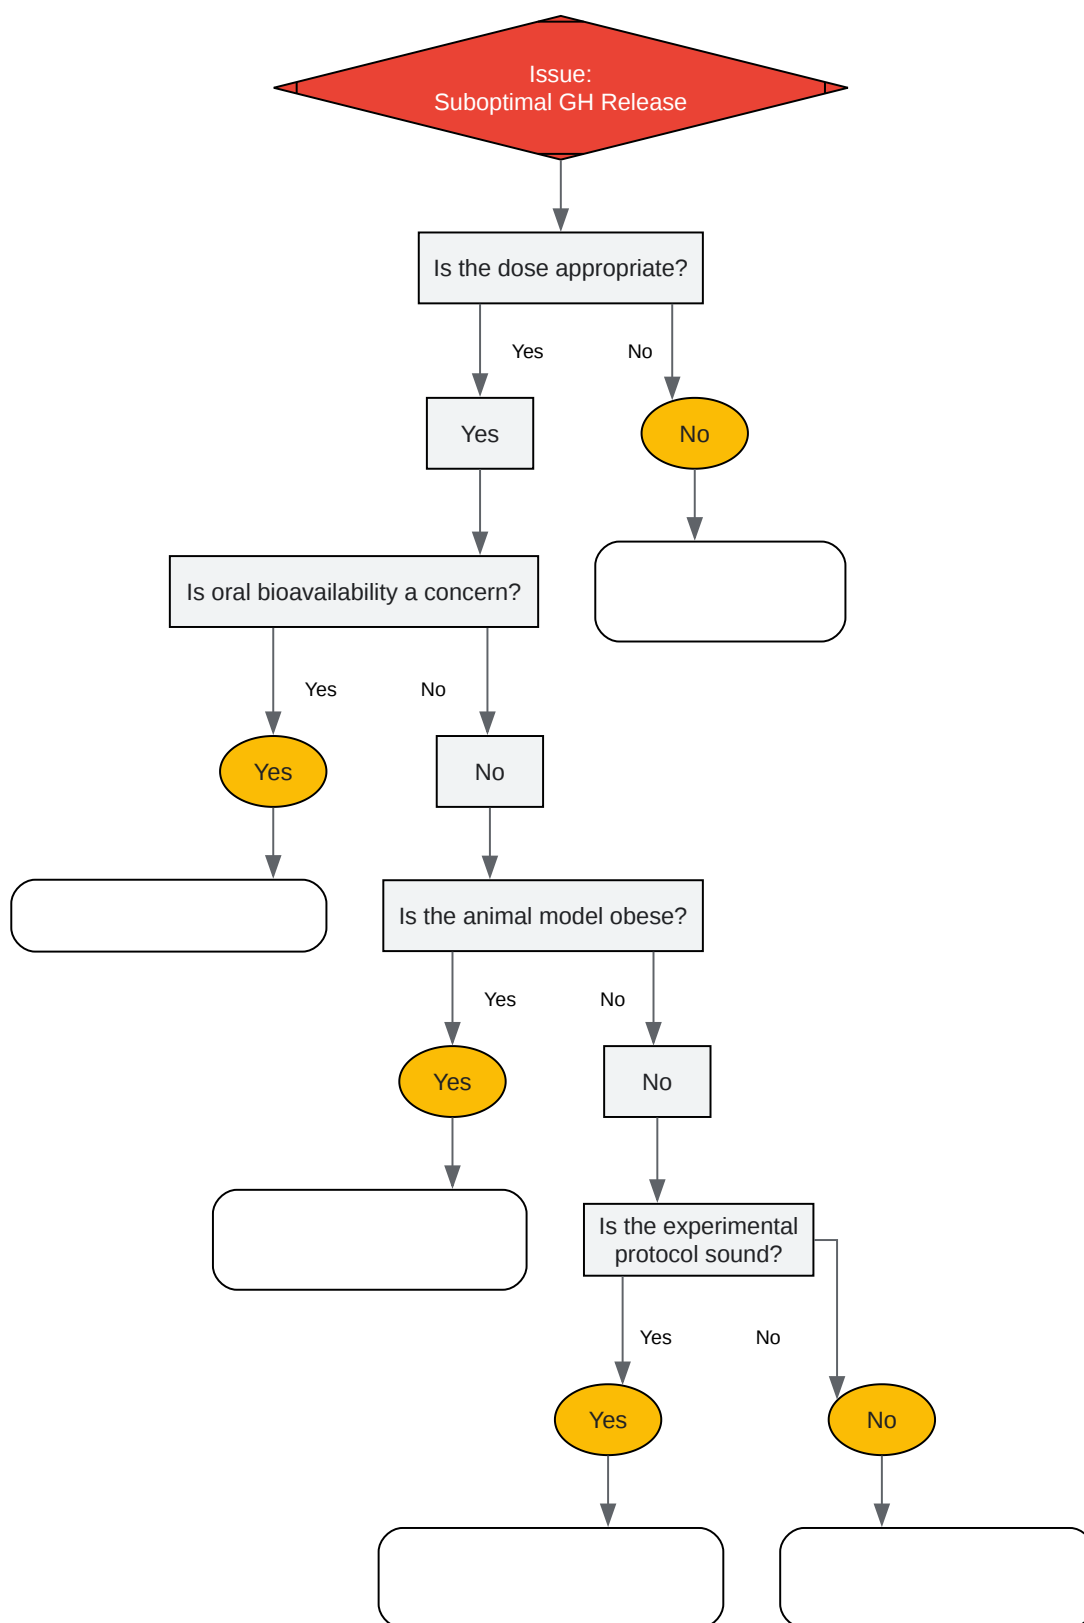 Issue:
Suboptimal GH Release
Is the dose appropriate?
Yes
No
Yes
No
Is oral bioavailability a concern?
Yes
No
Yes
No
Is the animal model obese?
Yes
No
Yes
No
Is the experimental
protocol sound?
Yes
No
Yes
No